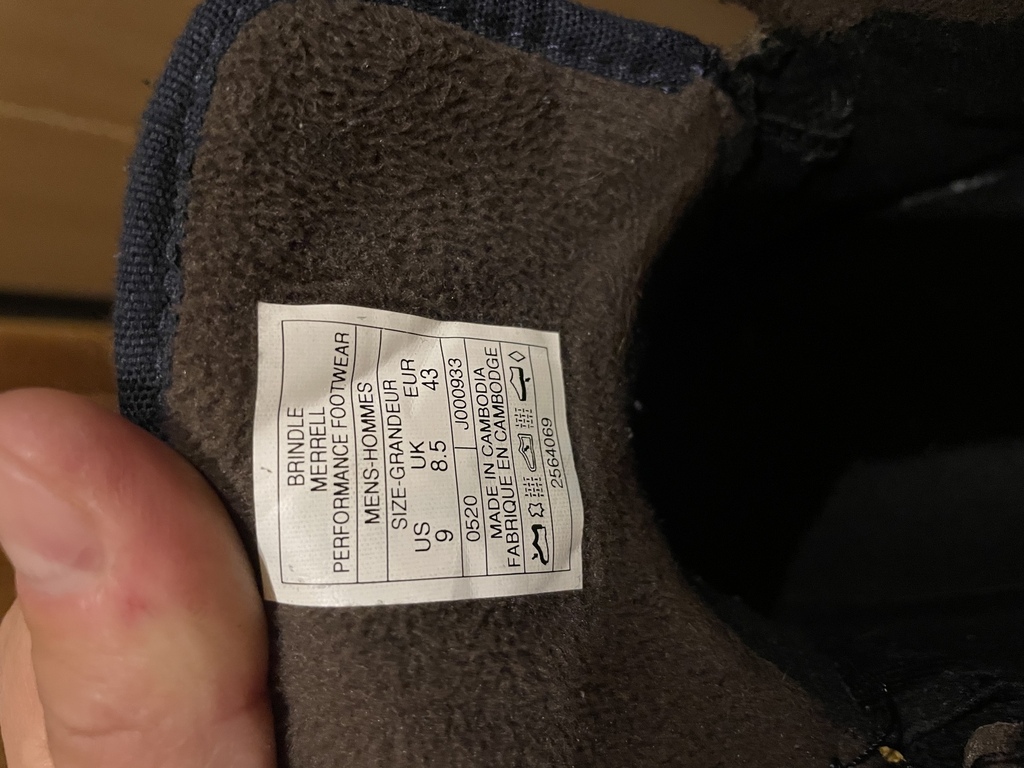 BRINDLE
MERRELL
PERFORMANCE FOOTWEAR
MENS-HOMMES
SIZE-GRANDEUR
US UK EUR
9 8.5 43
0520 J000933
MADE IN CAMBODIA
FABRIQUE EN CAMBODGE
2564069